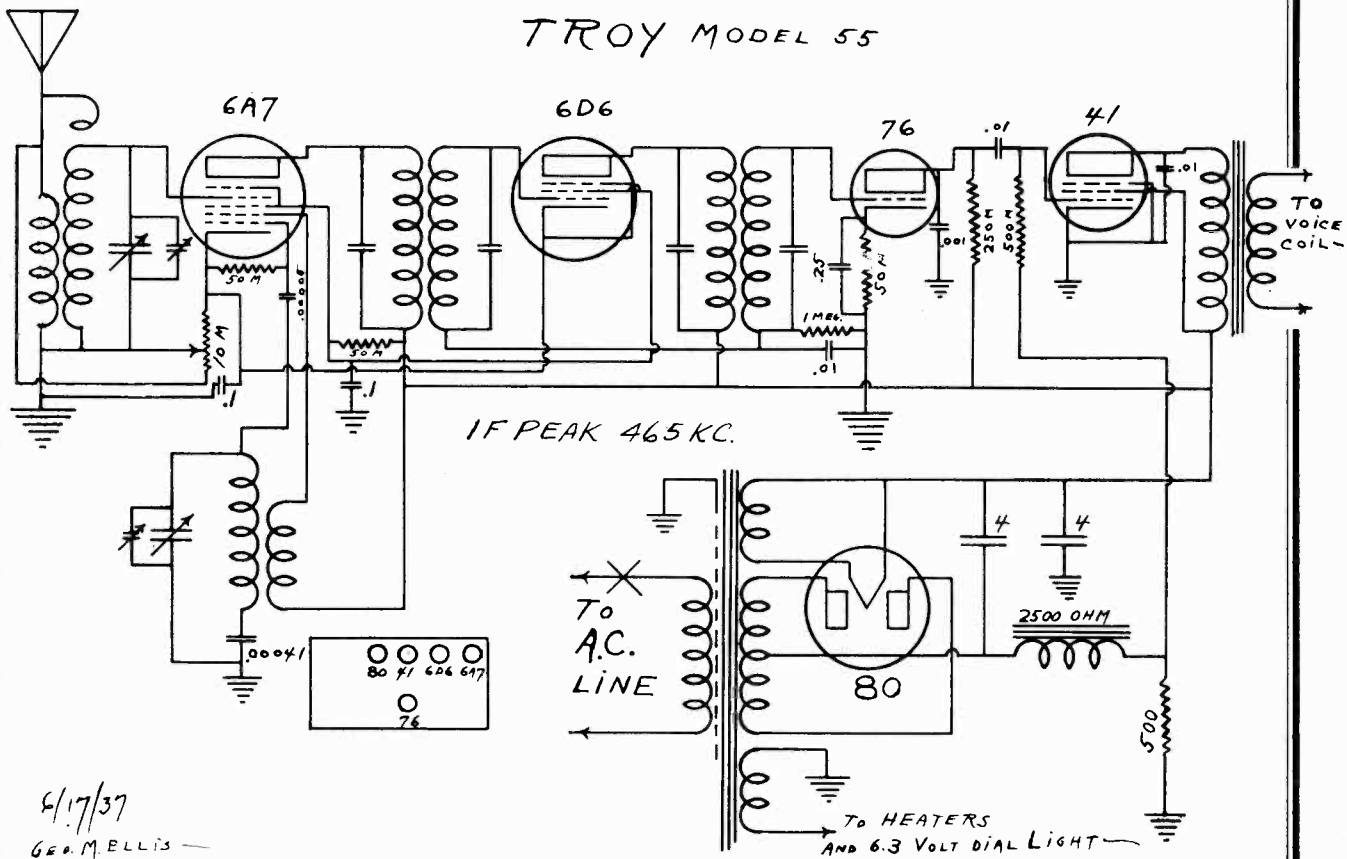 TROY MODEL 55
6A7
6D6
76
41
.01
.01
50 M
.00005
250 M
500 M
.001
.25
50 M
TO
VOICE
COIL-
10 M
.1
50 M
.1
1 MEG.
.01
IF PEAK 465 KC.
4
4
2500 OHM
TO
A.C.
LINE
80
.00041
80 41 6D6 6A7
76
500
TO HEATERS
AND 6.3 VOLT DIAL LIGHT
6/17/37
GEO. M. ELLIS